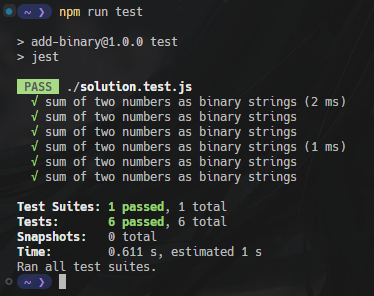 ~ ❯ npm run test
> add-binary@1.0.0 test
> jest
PASS ./solution.test.js
√ sum of two numbers as binary strings (2 ms)
√ sum of two numbers as binary strings
√ sum of two numbers as binary strings
√ sum of two numbers as binary strings (1 ms)
√ sum of two numbers as binary strings
√ sum of two numbers as binary strings
Test Suites: 1 passed, 1 total
Tests: 6 passed, 6 total
Snapshots: 0 total
Time: 0.611 s, estimated 1 s
Ran all test suites.
~ ❯